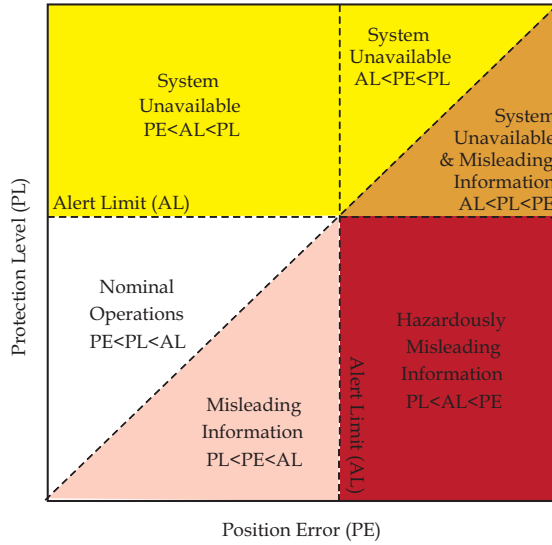 System
Unavailable
PE<AL<PL
System
Unavailable
AL<PE<PL
System
Unavailable
& Misleading
Information
AL<PL<PE
Alert Limit (AL)
Protection Level (PL)
Nominal
Operations
PE<PL<AL
Misleading
Information
PL<PE<AL
Alert Limit (AL)
Hazardously
Misleading
Information
PL<AL<PE
Position Error (PE)